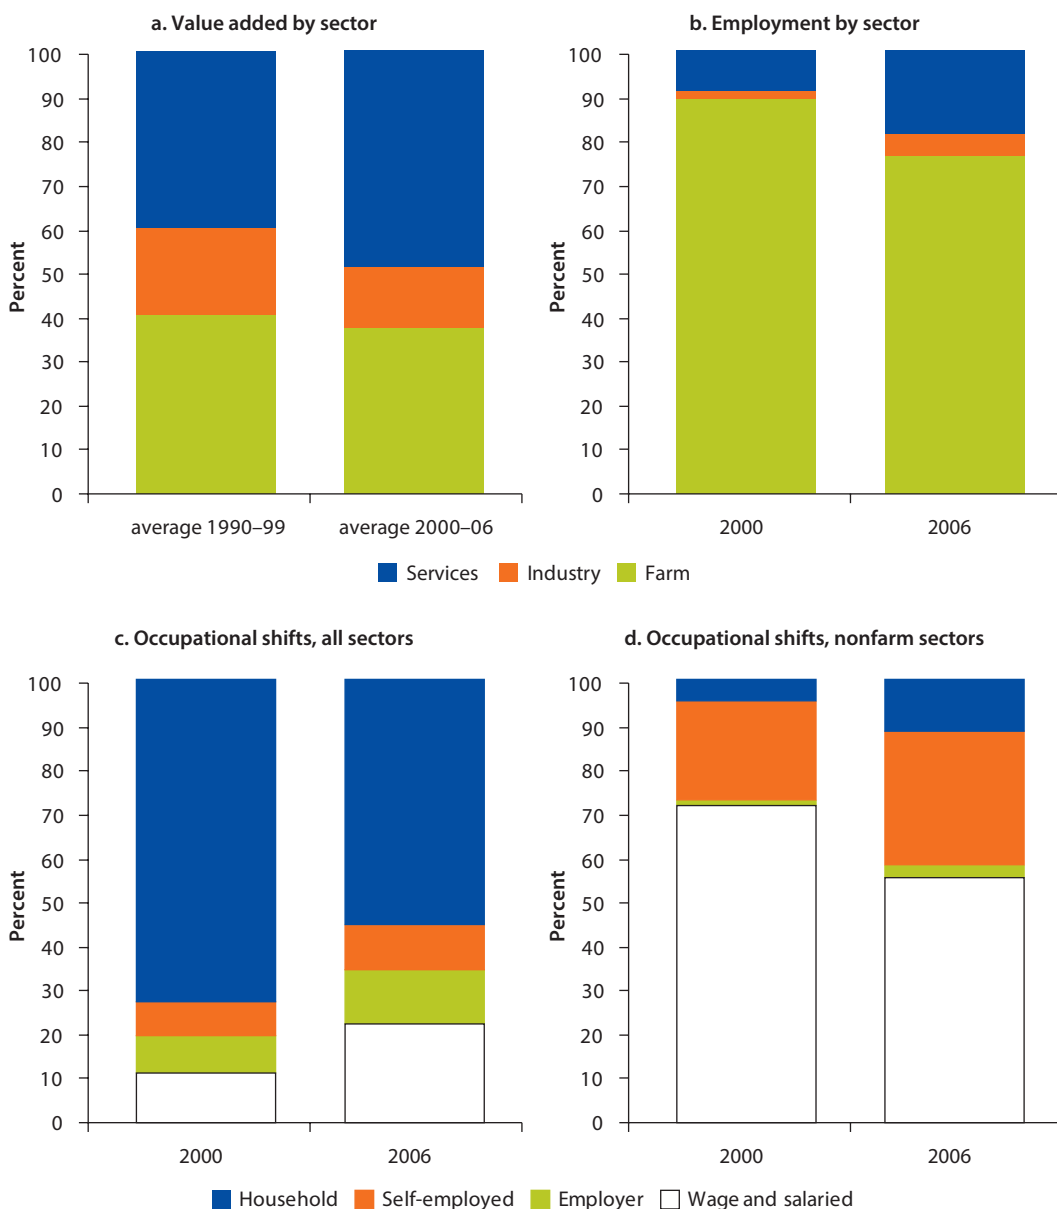 a. Value added by sector
Percent
100
90
80
70
60
50
40
30
20
10
0
average 1990–99
average 2000–06
b. Employment by sector
Percent
100
90
80
70
60
50
40
30
20
10
0
2000
2006
Services
Industry
Farm
c. Occupational shifts, all sectors
Percent
100
90
80
70
60
50
40
30
20
10
0
2000
2006
d. Occupational shifts, nonfarm sectors
Percent
100
90
80
70
60
50
40
30
20
10
0
2000
2006
Household
Self-employed
Employer
Wage and salaried